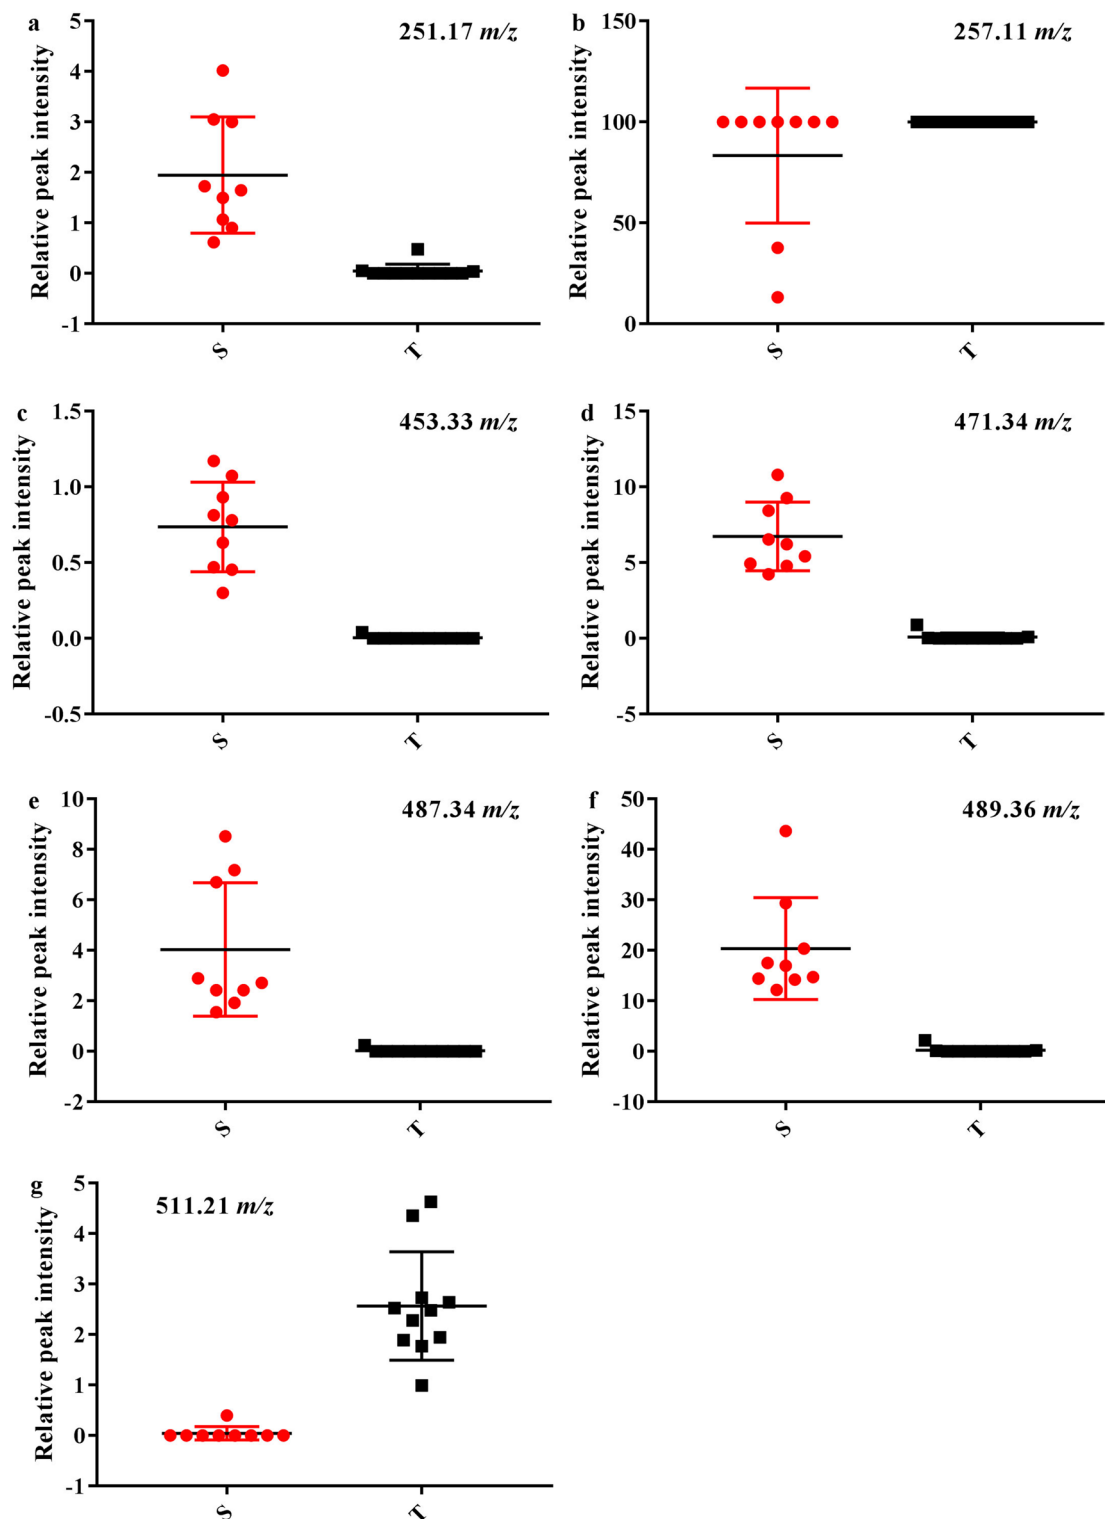 a
251.17 m/z
Relative peak intensity
5
4
3
2
1
0
-1
S
T
b
257.11 m/z
Relative peak intensity
150
100
50
0
S
T
c
453.33 m/z
Relative peak intensity
1.5
1.0
0.5
0.0
-0.5
S
T
d
471.34 m/z
Relative peak intensity
15
10
5
0
-5
S
T
e
487.34 m/z
Relative peak intensity
10
8
6
4
2
0
-2
S
T
f
489.36 m/z
Relative peak intensity
50
40
30
20
10
0
-10
S
T
g
511.21 m/z
Relative peak intensity
5
4
3
2
1
0
-1
S
T